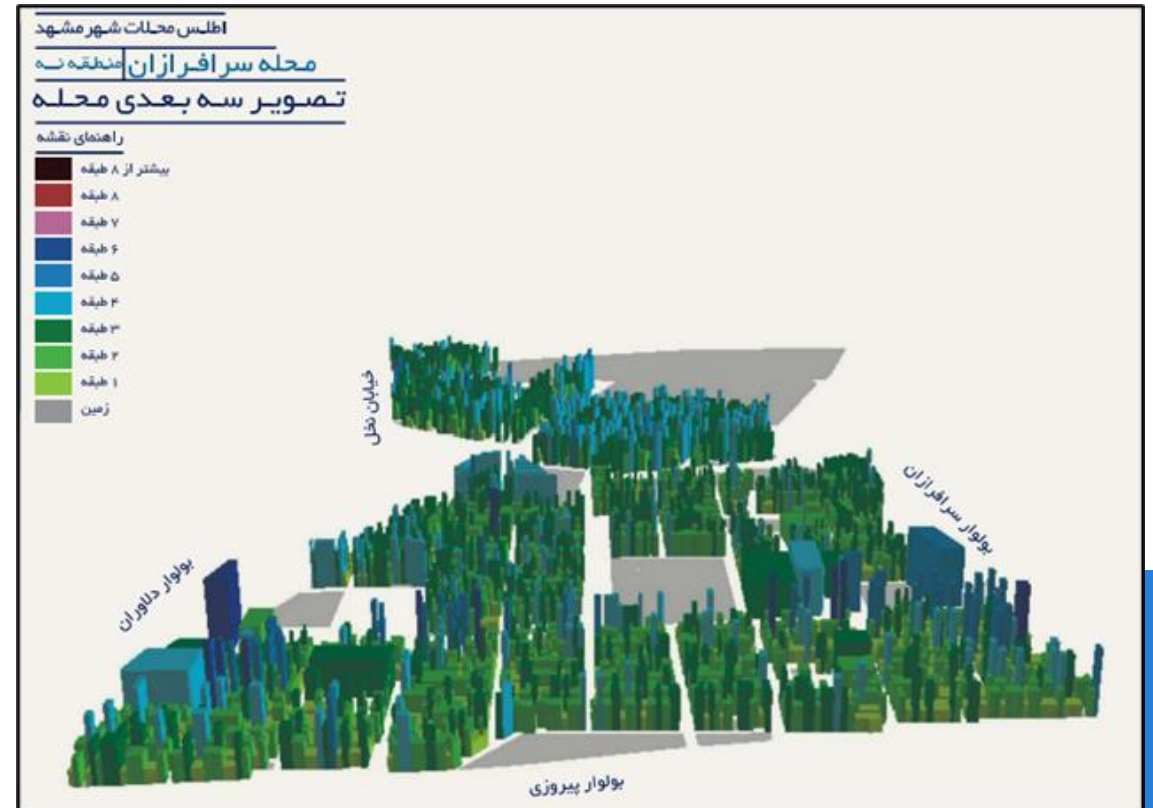 اطلس محلات شهر مشهد
محله سرافرازان منطقه نه
تصویر سه بعدی محله
راهنمای نقشه
بیشتر از ۸ طبقه
۸ طبقه
۷ طبقه
۶ طبقه
۵ طبقه
۴ طبقه
۳ طبقه
۲ طبقه
۱ طبقه
زمین
خیابان نخل
بولوار سرافرازان
بولوار دلاوران
بولوار پیروزی